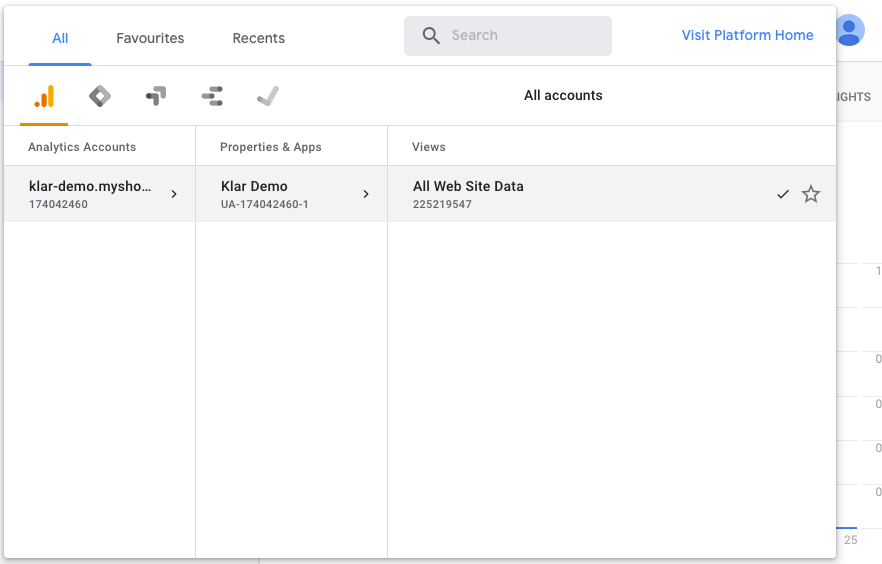 All Favourites Recents Search Visit Platform Home
All accounts
IGHTS
Analytics Accounts Properties & Apps Views
klar-demo.mysho... Klar Demo All Web Site Data
174042460 UA-174042460-1 225219547
1
0
0
0
0
25